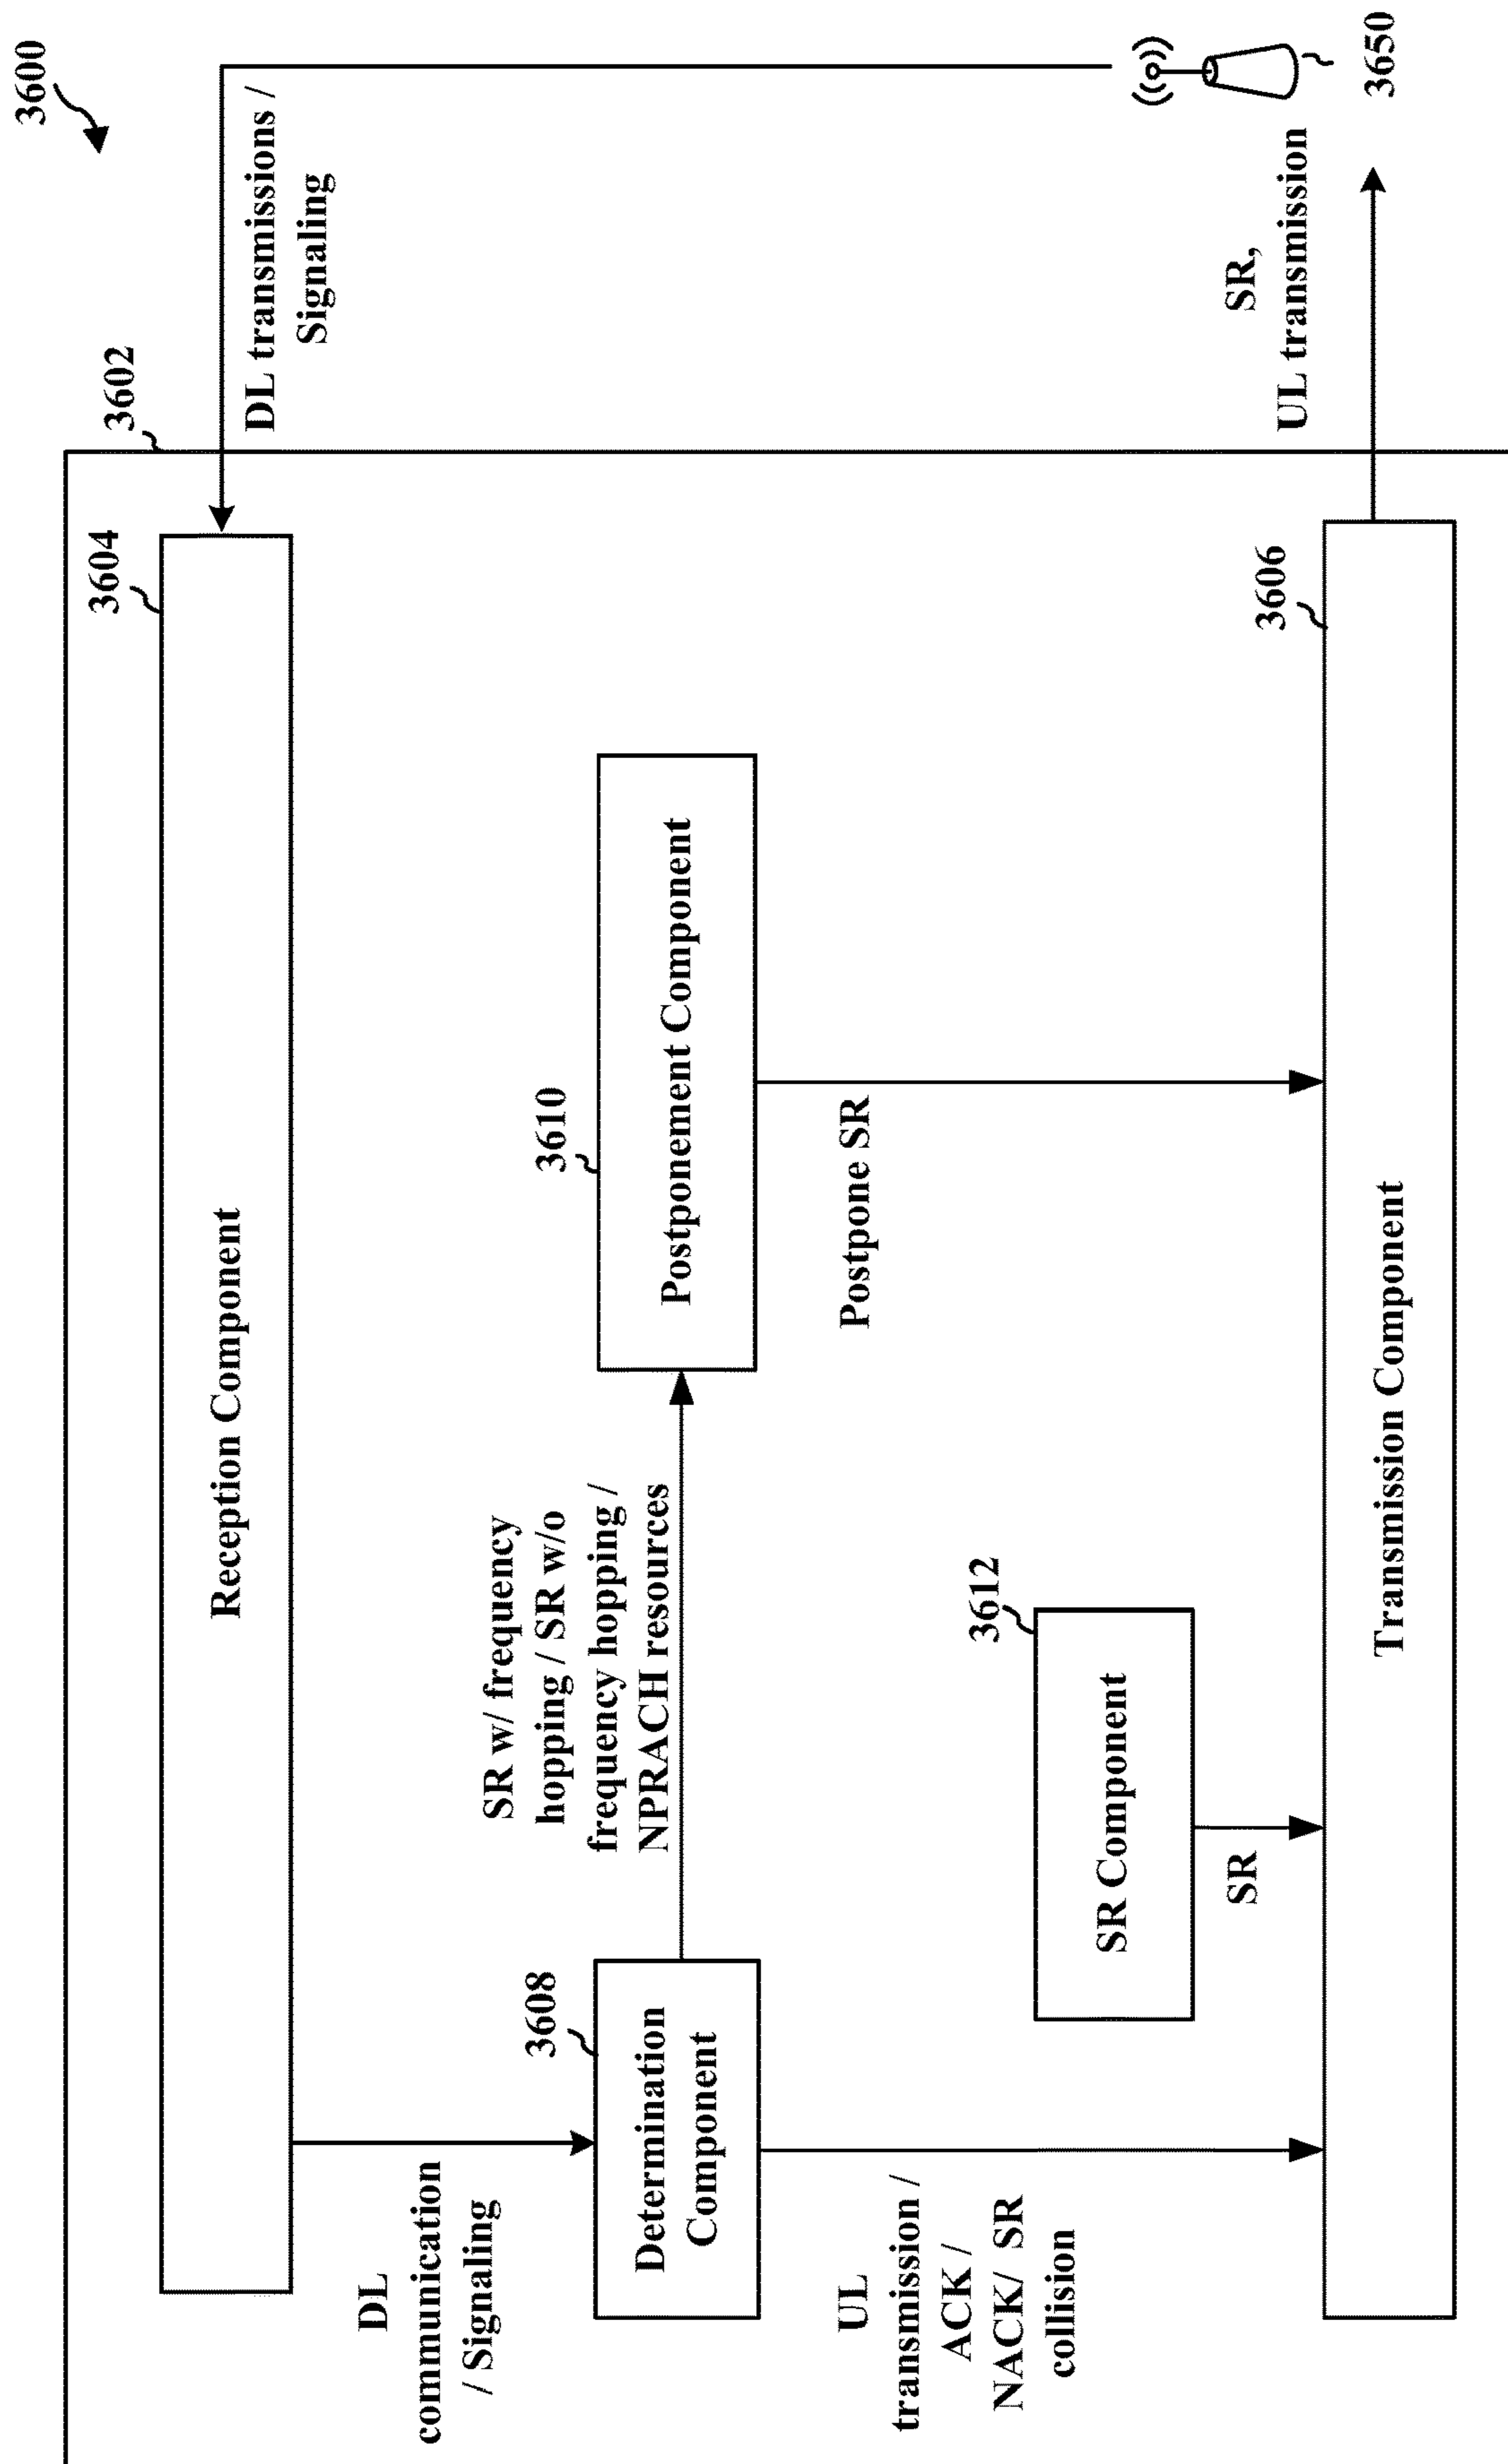 3600
3602
DL transmissions /
Signaling
3604
Reception Component
DL
communication
/ Signaling
3608
Determination
Component
SR w/ frequency
hopping / SR w/o
frequency hopping /
NPRACH resources
3610
Postponement Component
Postpone SR
UL
transmission /
ACK /
NACK/ SR
collision
3612
SR Component
SR
3606
Transmission Component
SR,
UL transmission
3650